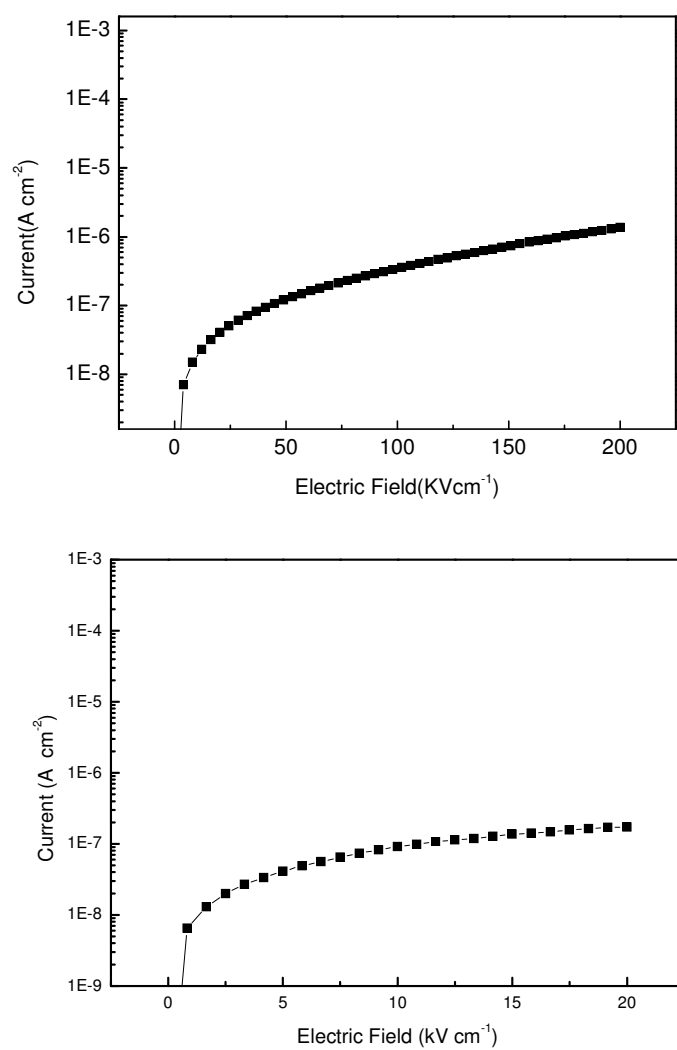 1E-3
1E-4
1E-5
1E-6
1E-7
1E-8
Current(A cm-2)
0 50 100 150 200
Electric Field(KVcm-1)
1E-3
1E-4
1E-5
1E-6
1E-7
1E-8
1E-9
Current (A cm-2)
0 5 10 15 20
Electric Field (kV cm-1)